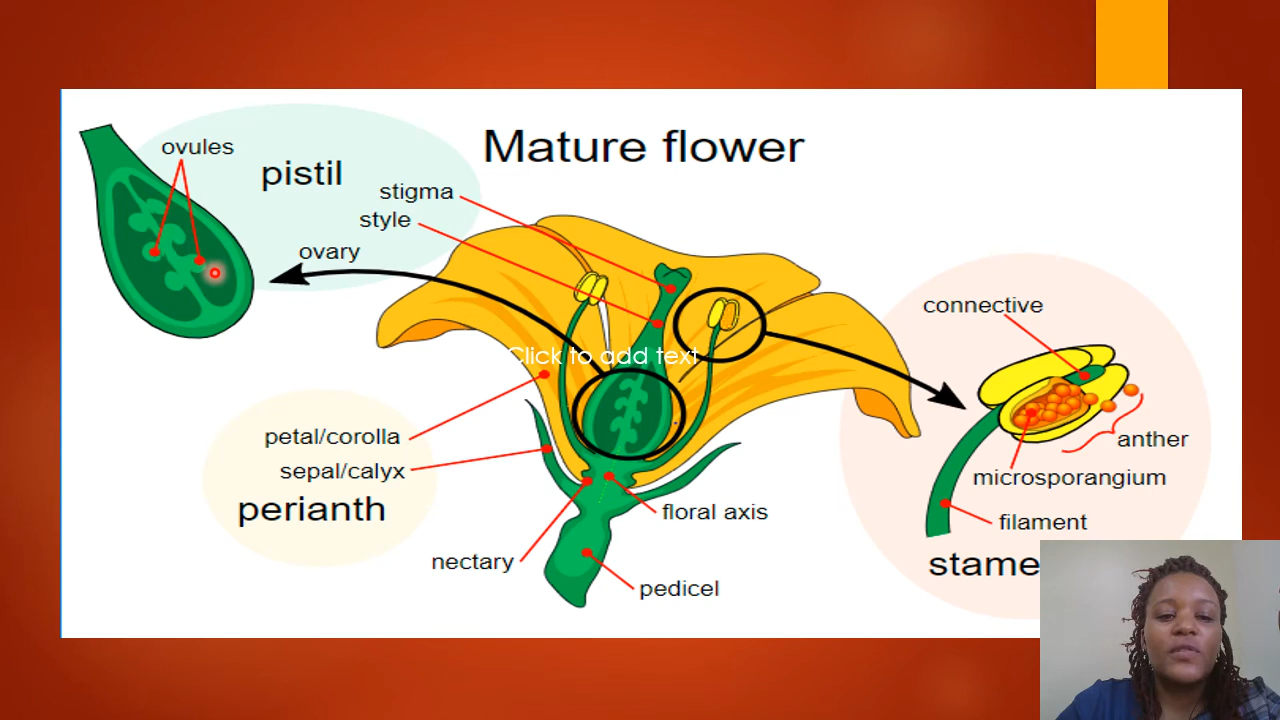 Mature flower
ovules
pistil
stigma
style
ovary
connective
Click to add text
petal/corolla
anther
sepal/calyx
microsporangium
perianth
floral axis
filament
nectary
stame
pedicel